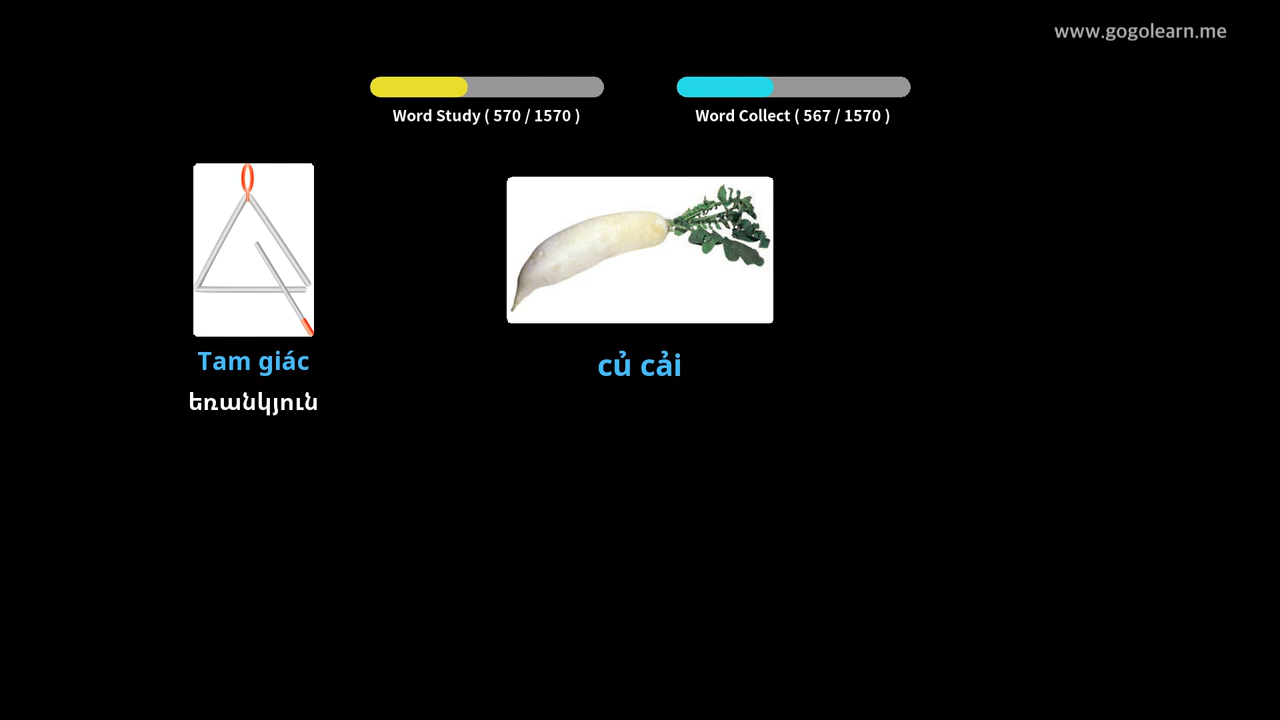 www.gogolearn.me
Word Study ( 570 / 1570 )
Word Collect ( 567 / 1570 )
Tam giác
եռանկյուն
củ cải